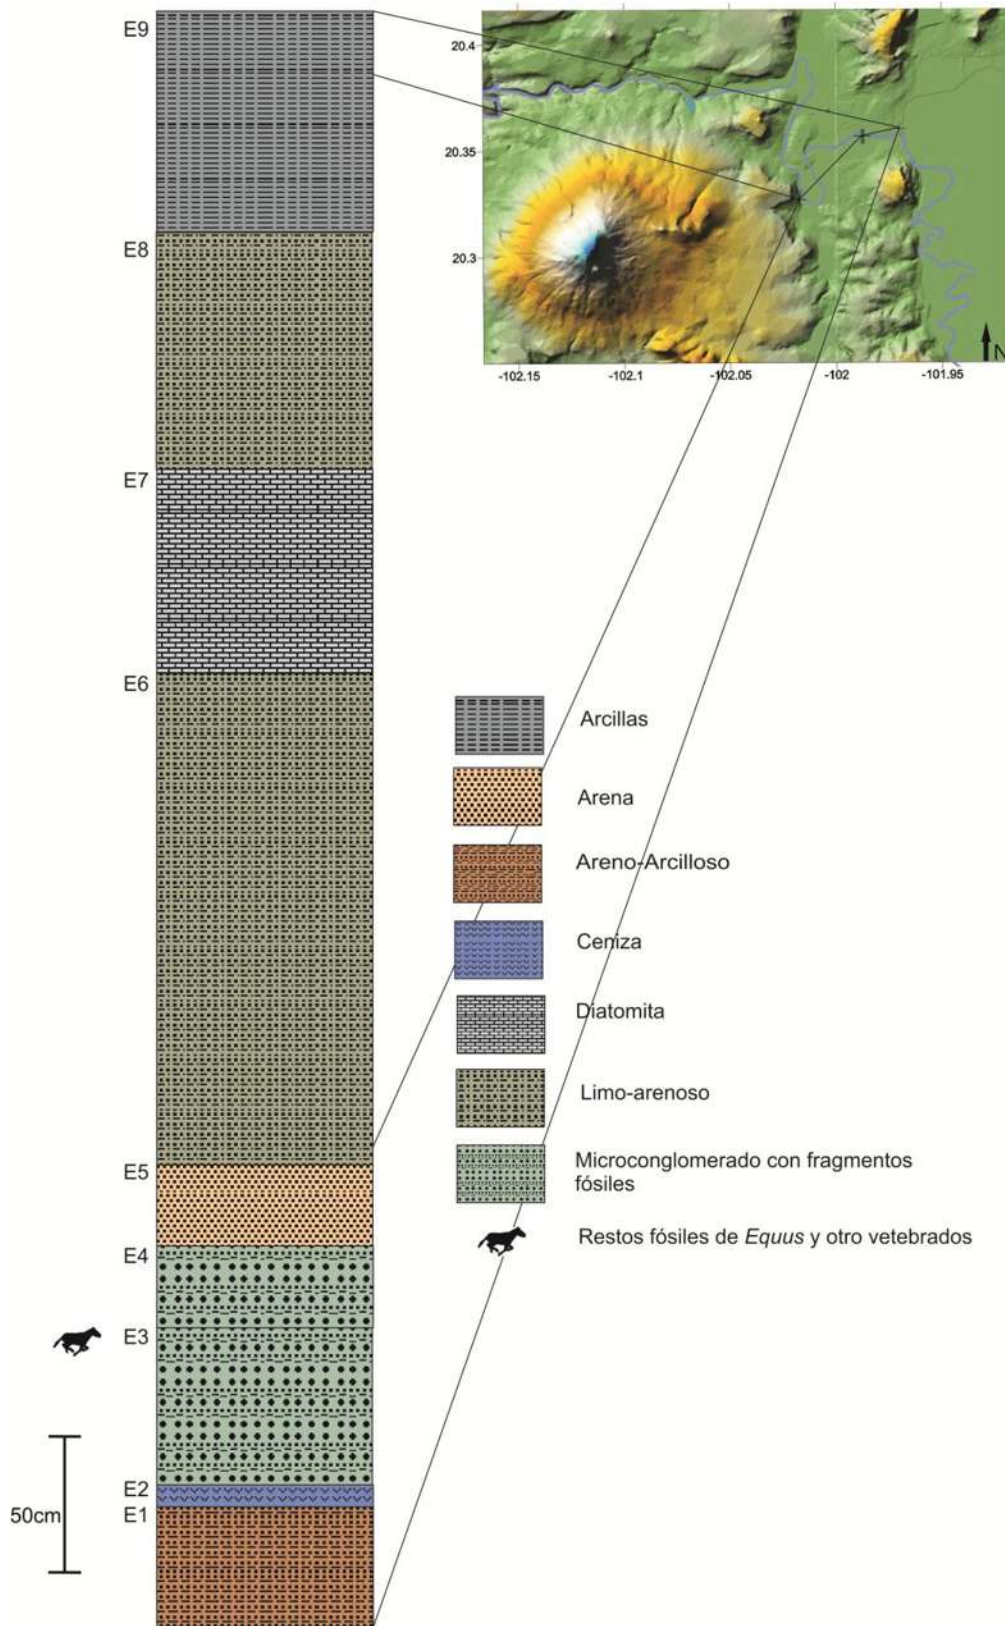 E9
E8
E7
E6
E5
E4
E3
E2
E1
50cm
20.4
20.35
20.3
-102.15
-102.1
-102.05
-102
-101.95
N
Arcillas
Arena
Areno-Arcilloso
Ceniza
Diatomita
Limo-arenoso
Microconglomerado con fragmentos
fósiles
Restos fósiles de Equus y otro vetebrados